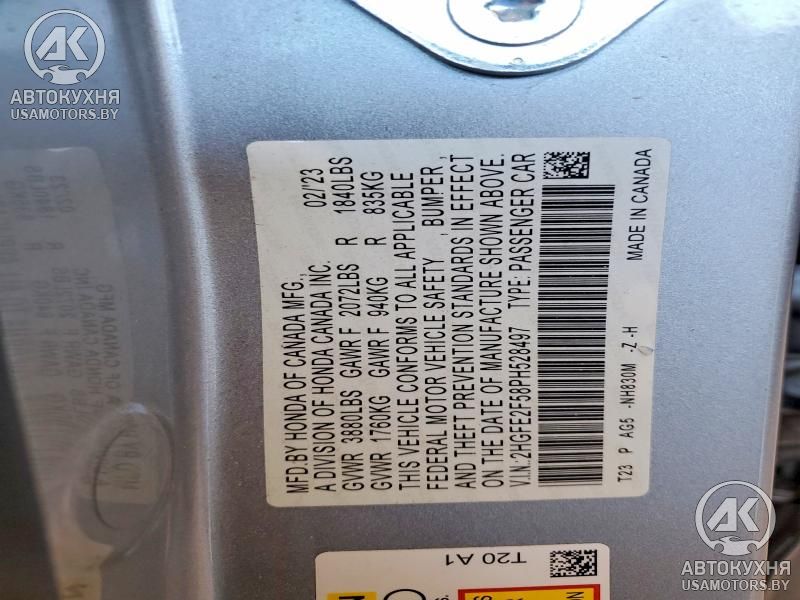 AK
АВТОКУХНЯ
USAMOTORS.BY
MFD.BY HONDA OF CANADA MFG.,
A DIVISION OF HONDA CANADA INC. 02/'23
GVWR 3880LBS GAWR F 2072LBS R 1840LBS
GVWR 1760KG GAWR F 940KG R 835KG
THIS VEHICLE CONFORMS TO ALL APPLICABLE
FEDERAL MOTOR VEHICLE SAFETY , BUMPER ,
AND THEFT PREVENTION STANDARDS IN EFFECT
ON THE DATE OF MANUFACTURE SHOWN ABOVE.
V.I.N.:2HGFE2F58PH528497 TYPE: PASSENGER CAR
T23 P AG5 -NH830M -Z -H MADE IN CANADA
T20 A1
AK
АВТОКУХНЯ
USAMOTORS.BY